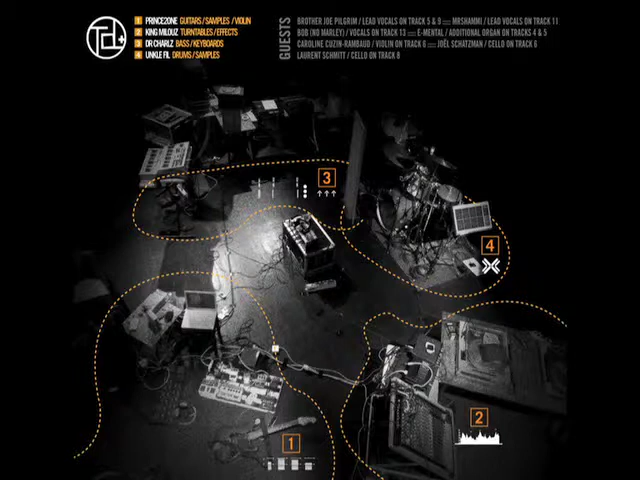 Td+
1 PRINCEZONE GUITARS / SAMPLES / VIOLIN
2 KING MILOUZ TURNTABLES / EFFECTS
3 DR CHARLZ BASS / KEYBOARDS
4 UNKLE FIL DRUMS / SAMPLES
GUESTS
BROTHER JOE PILGRIM / LEAD VOCALS ON TRACK 5 & 9 ::::: MRSHAMMI / LEAD VOCALS ON TRACK 11
BOB (NO MARLEY) / VOCALS ON TRACK 13 ::::: E-MENTAL / ADDITIONAL ORGAN ON TRACKS 4 & 5
CAROLINE CUZIN-RAMBAUD / VIOLIN ON TRACK 6 ::::: JOËL SCHATZMAN / CELLO ON TRACK 6
LAURENT SCHMITT / CELLO ON TRACK 8
3
4
2
1